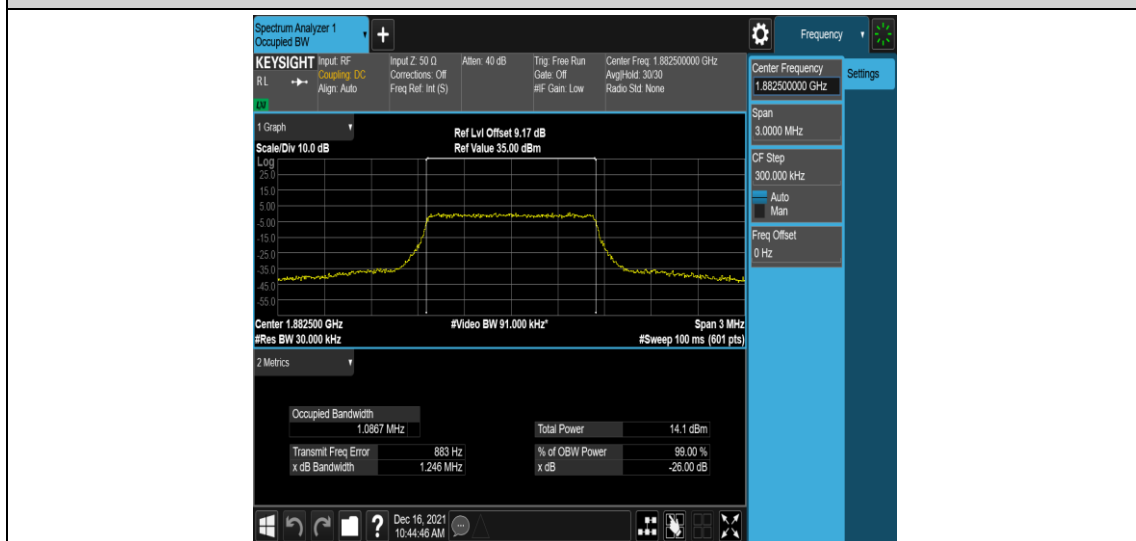 Spectrum Analyzer 1
Occupied BW
+
Frequency
KEYSIGHT
RL
LXI
Input: RF
Coupling: DC
Align: Auto
Input Z: 50 Ω
Corrections: Off
Freq Ref: Int (S)
Atten: 40 dB
Trig: Free Run
Gate: Off
#IF Gain: Low
Center Freq: 1.882500000 GHz
Avg|Hold: 30/30
Radio Std: None
Center Frequency
1.882500000 GHz
Settings
Span
3.0000 MHz
CF Step
300.000 kHz
Auto
Man
Freq Offset
0 Hz
1 Graph
Scale/Div 10.0 dB
Ref Lvl Offset 9.17 dB
Ref Value 35.00 dBm
Log
25.0
15.0
5.00
-5.00
-15.0
-25.0
-35.0
-45.0
-55.0
Center 1.882500 GHz
#Res BW 30.000 kHz
#Video BW 91.000 kHz*
Span 3 MHz
#Sweep 100 ms (601 pts)
2 Metrics
Occupied Bandwidth
1.0867 MHz
Transmit Freq Error 883 Hz
x dB Bandwidth 1.246 MHz
Total Power 14.1 dBm
% of OBW Power 99.00 %
x dB -26.00 dB
?
Dec 16, 2021
10:44:46 AM